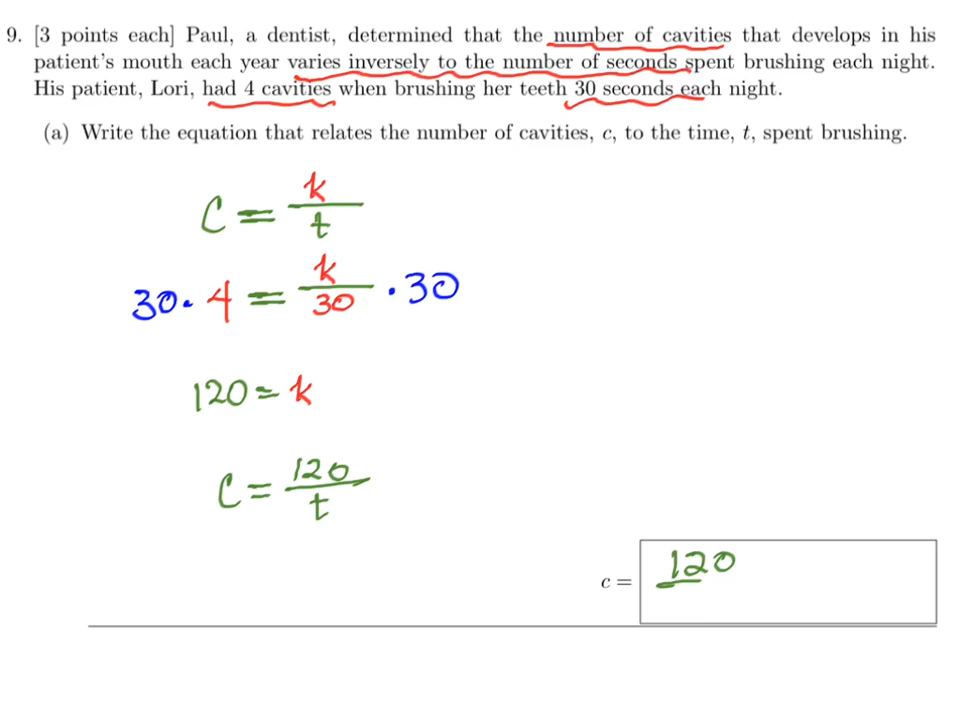 9. [3 points each] Paul, a dentist, determined that the number of cavities that develops in his
patient's mouth each year varies inversely to the number of seconds spent brushing each night.
His patient, Lori, had 4 cavities when brushing her teeth 30 seconds each night.
(a) Write the equation that relates the number of cavities, c, to the time, t, spent brushing.
C = k/t
30 · 4 = k/30 · 30
120 = k
C = 120/t
c = 120